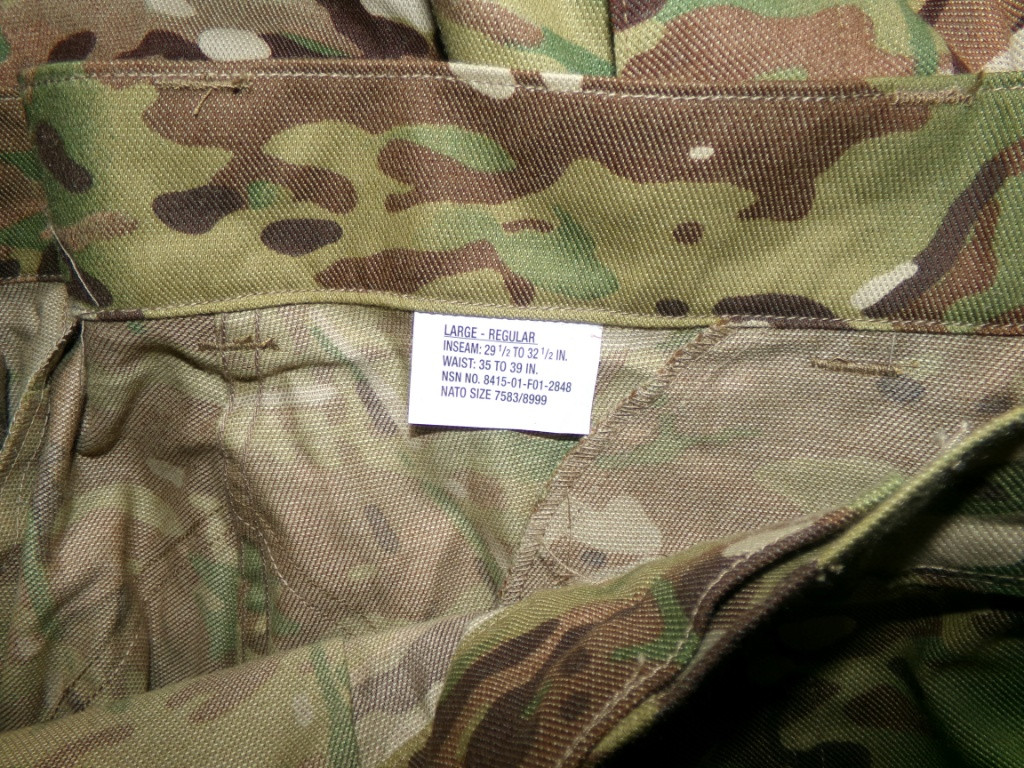 LARGE - REGULAR
INSEAM: 29 1/2 TO 32 1/2 IN.
WAIST: 35 TO 39 IN.
NSN NO. 8415-01-F01-2848
NATO SIZE 7583/8999